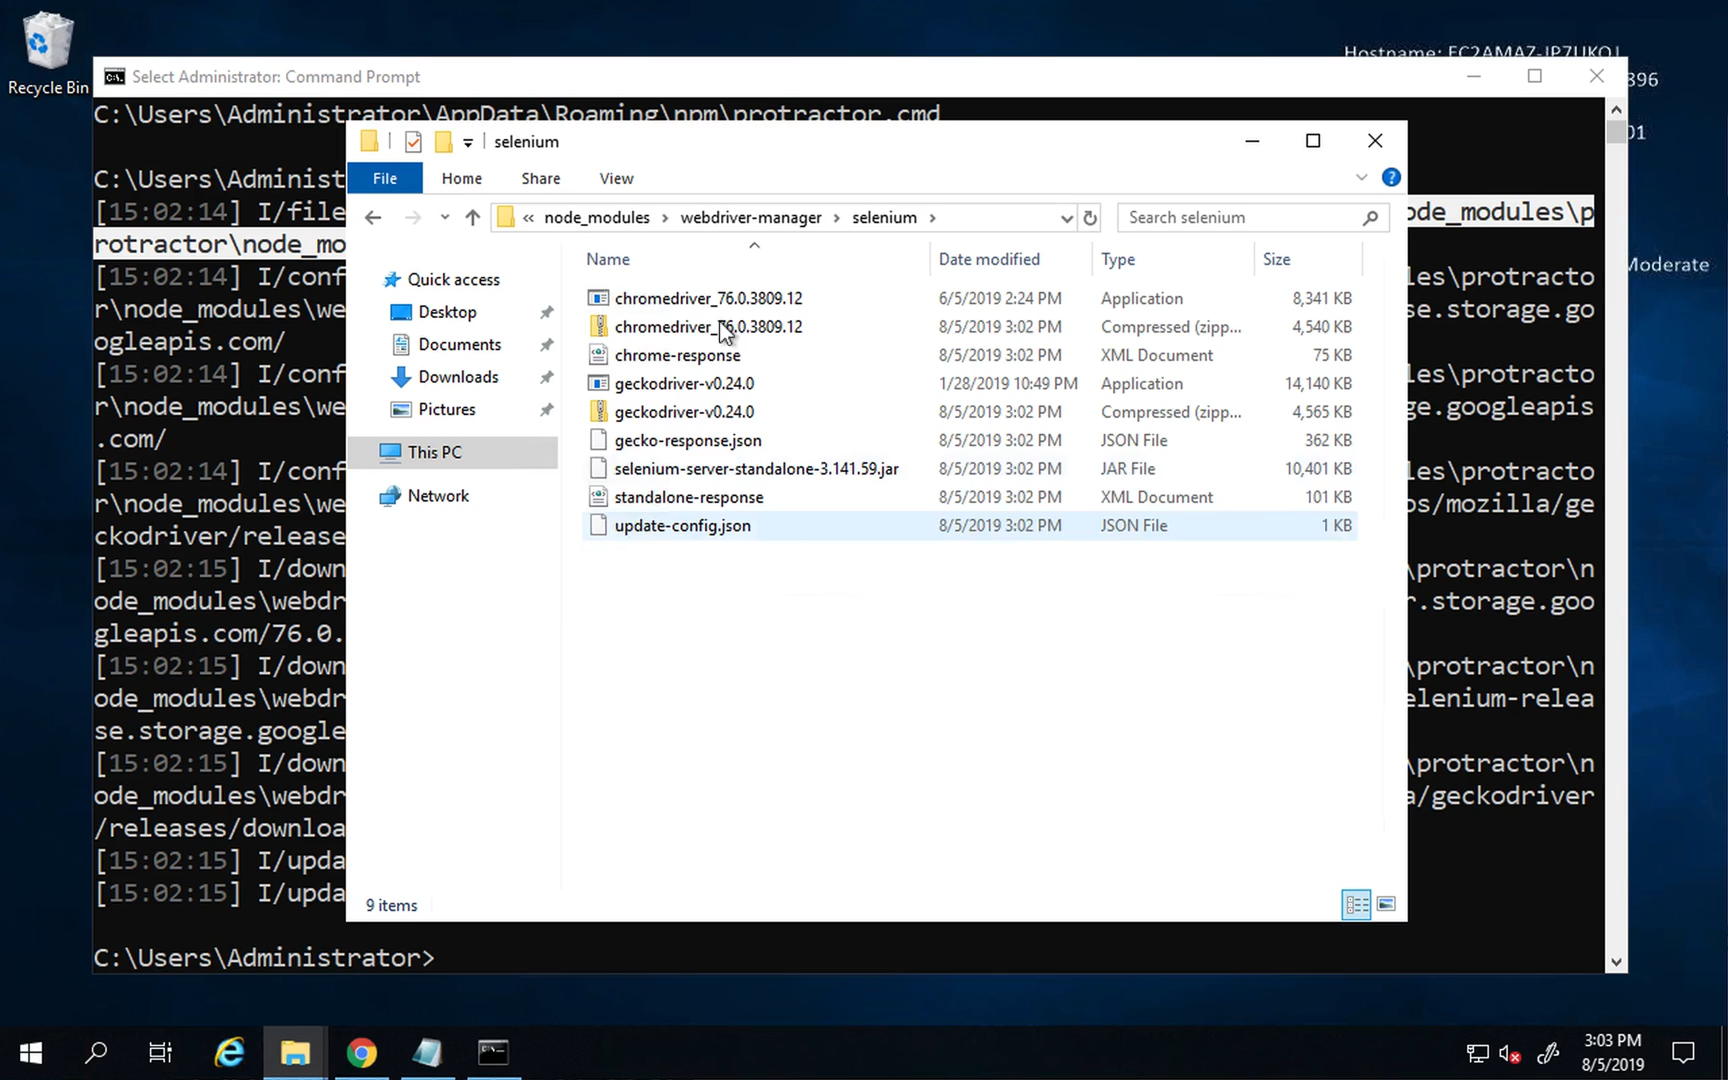 Recycle Bin
Hostname: EC2AMAZ-JPZUKOJ
396
01
Moderate
Select Administrator: Command Prompt
C:\Users\Administrator\AppData\Roaming\npm\protractor.cmd
C:\Users\Administ
[15:02:14] I/file
ode_modules\p
rotractor\node_mo
[15:02:14] I/conf
les\protracto
r\node_modules\we
se.storage.go
ogleapis.com/
[15:02:14] I/conf
les\protracto
r\node_modules\we
ge.googleapis
.com/
[15:02:14] I/conf
les\protracto
r\node_modules\we
os/mozilla/ge
ckodriver/release
[15:02:15] I/down
\protractor\n
ode_modules\webdr
r.storage.goo
gleapis.com/76.0.
[15:02:15] I/down
\protractor\n
ode_modules\webdr
elenium-relea
se.storage.google
[15:02:15] I/down
\protractor\n
ode_modules\webdr
a/geckodriver
/releases/downloa
[15:02:15] I/upda
[15:02:15] I/upda
C:\Users\Administrator>
selenium
File Home Share View
« node_modules › webdriver-manager › selenium ›
Search selenium
Quick access
Desktop
Documents
Downloads
Pictures
This PC
Network
Name Date modified Type Size
chromedriver_76.0.3809.12 6/5/2019 2:24 PM Application 8,341 KB
chromedriver_76.0.3809.12 8/5/2019 3:02 PM Compressed (zipp... 4,540 KB
chrome-response 8/5/2019 3:02 PM XML Document 75 KB
geckodriver-v0.24.0 1/28/2019 10:49 PM Application 14,140 KB
geckodriver-v0.24.0 8/5/2019 3:02 PM Compressed (zipp... 4,565 KB
gecko-response.json 8/5/2019 3:02 PM JSON File 362 KB
selenium-server-standalone-3.141.59.jar 8/5/2019 3:02 PM JAR File 10,401 KB
standalone-response 8/5/2019 3:02 PM XML Document 101 KB
update-config.json 8/5/2019 3:02 PM JSON File 1 KB
9 items
3:03 PM
8/5/2019